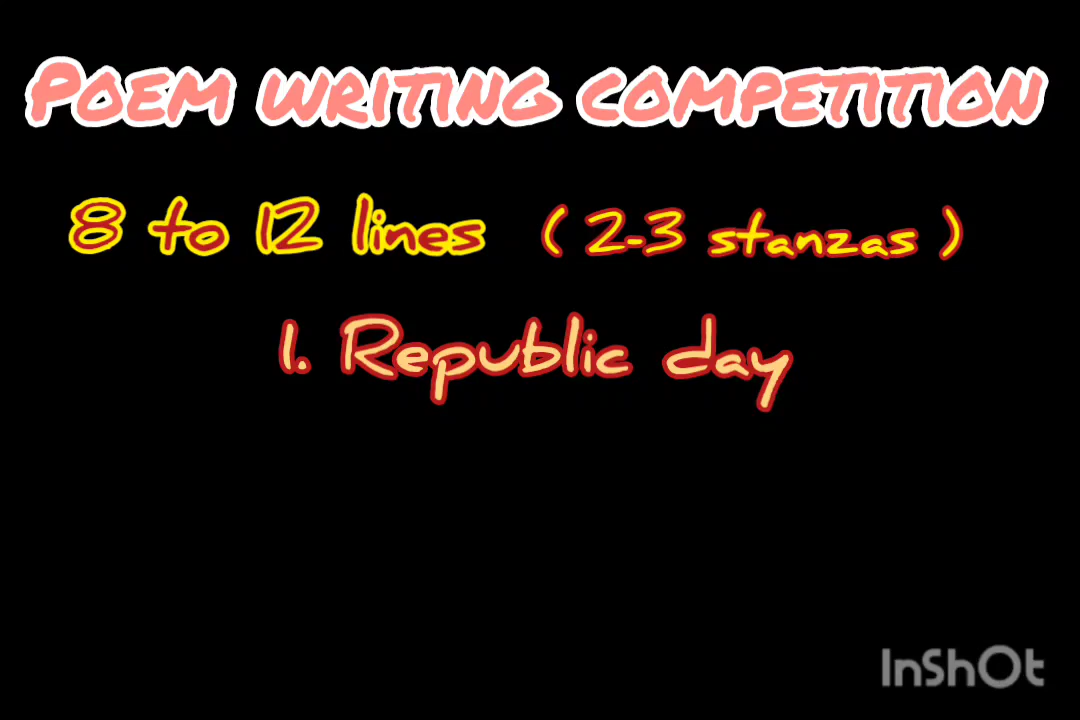 POEM WRITING COMPETITION
8 to 12 lines ( 2-3 stanzas )
1. Republic day
InShOt